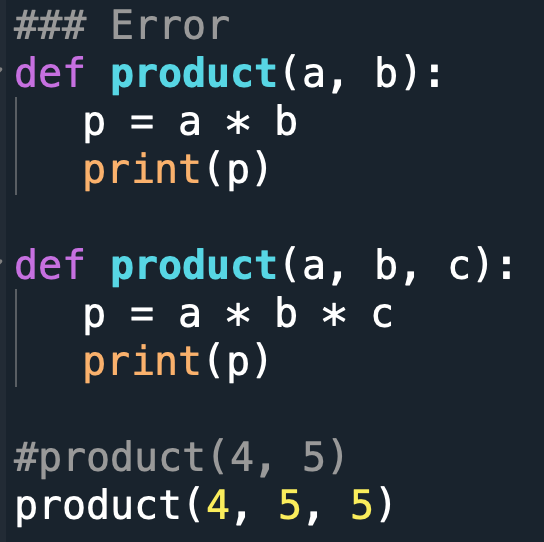 ### Error
def product(a, b):
   p = a * b
   print(p)

def product(a, b, c):
   p = a * b * c
   print(p)

#product(4, 5)
product(4, 5, 5)